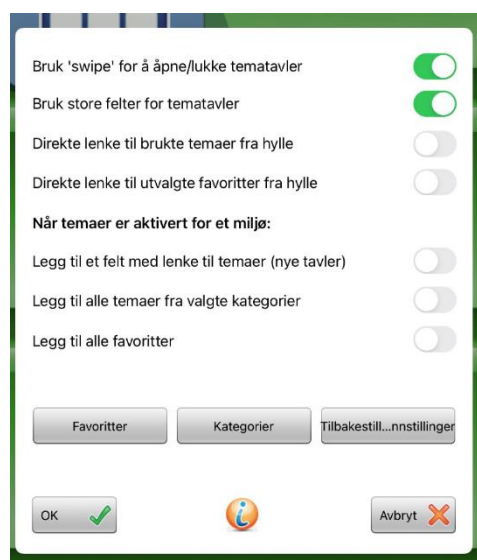 Bruk 'swipe' for å åpne/lukke tematavler
Bruk store felter for tematavler
Direkte lenke til brukte temaer fra hylle
Direkte lenke til utvalgte favoritter fra hylle
Når temaer er aktivert for et miljø:
Legg til et felt med lenke til temaer (nye tavler)
Legg til alle temaer fra valgte kategorier
Legg til alle favoritter
Favoritter Kategorier Tilbakestill...nnstillinger
OK Avbryt